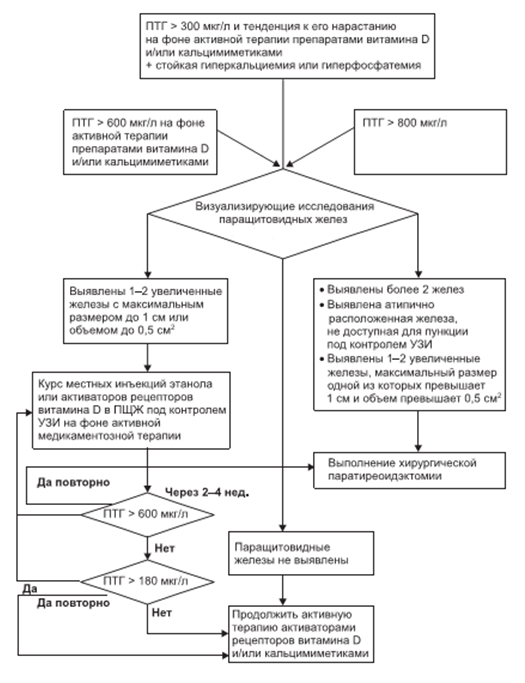 ПТГ > 300 мкг/л и тенденция к его нарастанию
на фоне активной терапии препаратами витамина D
и/или кальцимиметиками
+ стойкая гиперкальциемия или гиперфосфатемия
ПТГ > 600 мкг/л на фоне
активной терапии
препаратами витамина D
и/или кальцимиметиками
ПТГ > 800 мкг/л
Визуализирующие исследования
паращитовидных желез
Выявлены 1–2 увеличенные
железы с максимальным
размером до 1 см или
объемом до 0,5 см²
• Выявлены более 2 желез
• Выявлена атипично
расположенная железа,
не доступная для пункции
под контролем УЗИ
• Выявлены 1–2 увеличенные
железы, максимальный размер
одной из которых превышает
1 см и объем превышает 0,5 см²
Курс местных инъекций этанола
или активаторов рецепторов
витамина D в ПЩЖ под контролем
УЗИ на фоне активной
медикаментозной терапии
Выполнение хирургической
паратиреоидэктомии
Да повторно
Через 2–4 нед.
ПТГ > 600 мкг/л
Нет
Паращитовидные
железы не выявлены
ПТГ > 180 мкг/л
Да
Да повторно
Нет
Продолжить активную
терапию активаторами
рецепторов витамина D
и/или кальцимиметиками